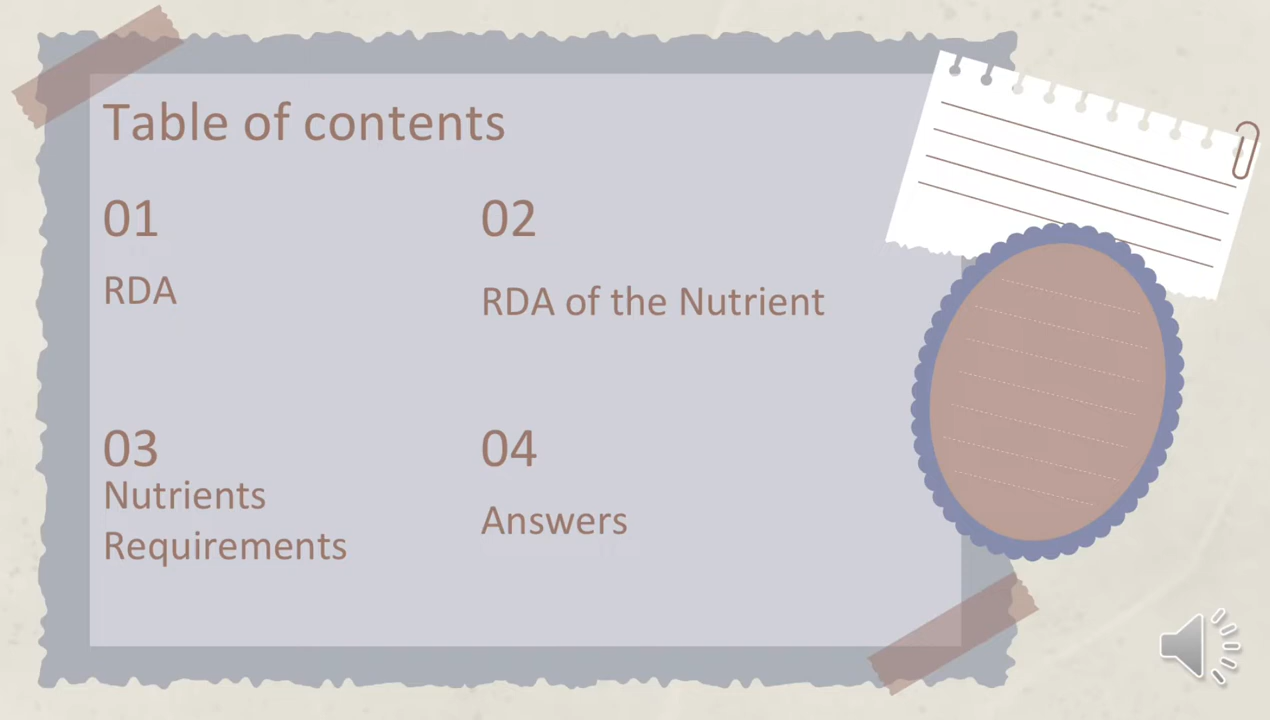 Table of contents
01
RDA
02
RDA of the Nutrient
03
Nutrients
Requirements
04
Answers